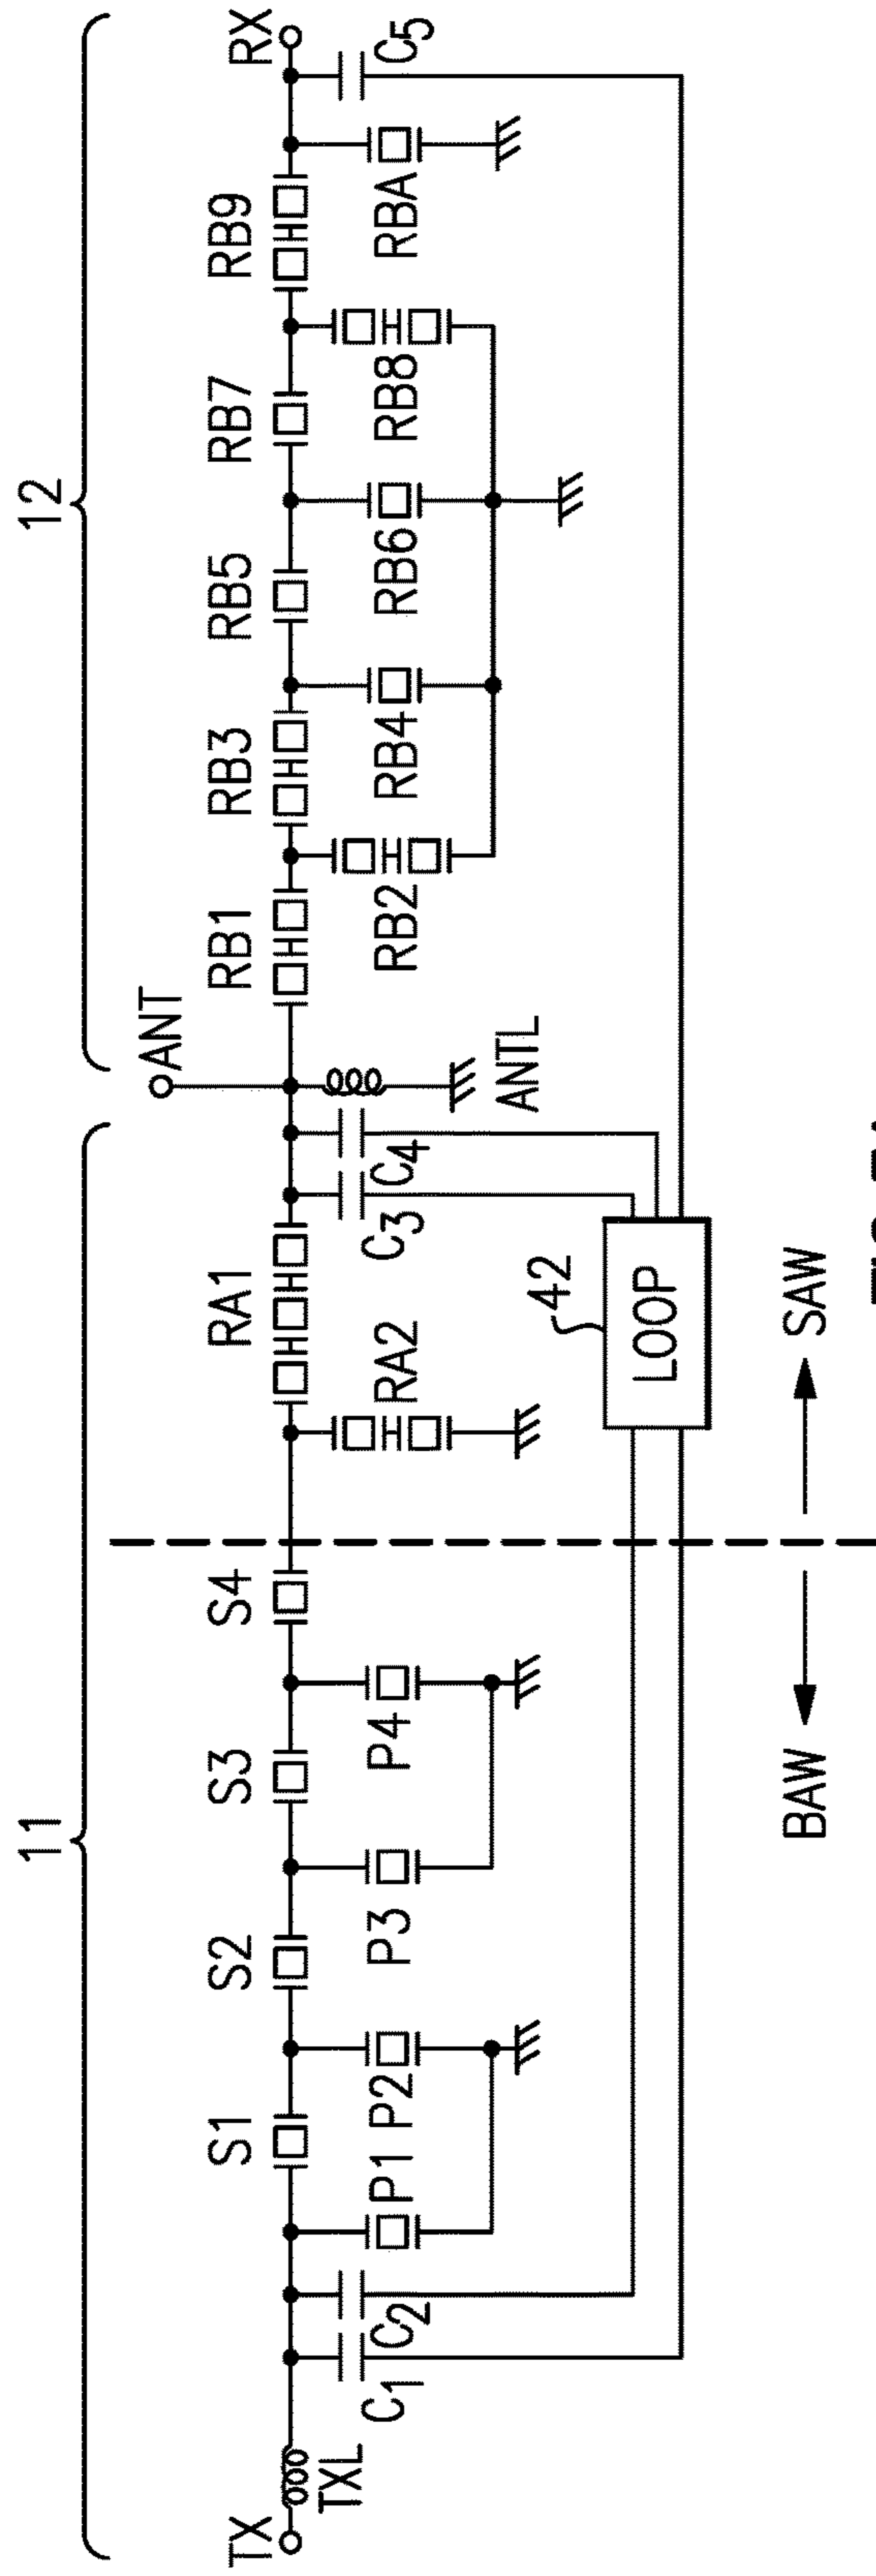 11
12
TX
TXL
C1
C2
S1
P1
P2
S2
P3
S3
P4
S4
RA1
RA2
C3
C4
ANT
ANTL
RB1
RB2
RB3
RB4
RB5
RB6
RB7
RB8
RB9
RBA
RX
C5
42
LOOP
BAW
SAW